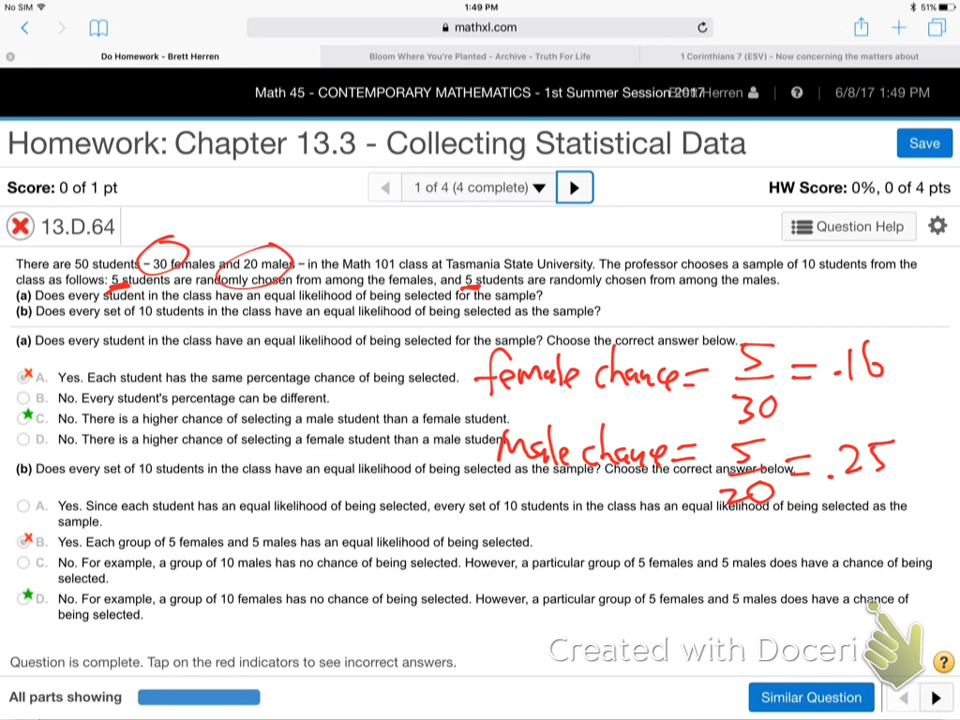 No SIM
1:49 PM
51%
mathxl.com
Do Homework - Brett Herren
Bloom Where You're Planted - Archive - Truth For Life
1 Corinthians 7 (ESV) - Now concerning the matters about
Math 45 - CONTEMPORARY MATHEMATICS - 1st Summer Session 2017 Herren
6/8/17 1:49 PM
Homework: Chapter 13.3 - Collecting Statistical Data
Save
Score: 0 of 1 pt
1 of 4 (4 complete)
HW Score: 0%, 0 of 4 pts
13.D.64
Question Help
There are 50 students – 30 females and 20 males – in the Math 101 class at Tasmania State University. The professor chooses a sample of 10 students from the
class as follows: 5 students are randomly chosen from among the females, and 5 students are randomly chosen from among the males.
(a) Does every student in the class have an equal likelihood of being selected for the sample?
(b) Does every set of 10 students in the class have an equal likelihood of being selected as the sample?
(a) Does every student in the class have an equal likelihood of being selected for the sample? Choose the correct answer below.
A. Yes. Each student has the same percentage chance of being selected.
female chance = 5/30 = .16
B. No. Every student's percentage can be different.
C. No. There is a higher chance of selecting a male student than a female student.
D. No. There is a higher chance of selecting a female student than a male student
Male chance = 5/20 = .25
(b) Does every set of 10 students in the class have an equal likelihood of being selected as the sample? Choose the correct answer below.
A. Yes. Since each student has an equal likelihood of being selected, every set of 10 students in the class has an equal likelihood of being selected as the
sample.
B. Yes. Each group of 5 females and 5 males has an equal likelihood of being selected.
C. No. For example, a group of 10 males has no chance of being selected. However, a particular group of 5 females and 5 males does have a chance of being
selected.
D. No. For example, a group of 10 females has no chance of being selected. However, a particular group of 5 females and 5 males does have a chance of
being selected.
Created with Doceri
Question is complete. Tap on the red indicators to see incorrect answers.
?
All parts showing
Similar Question